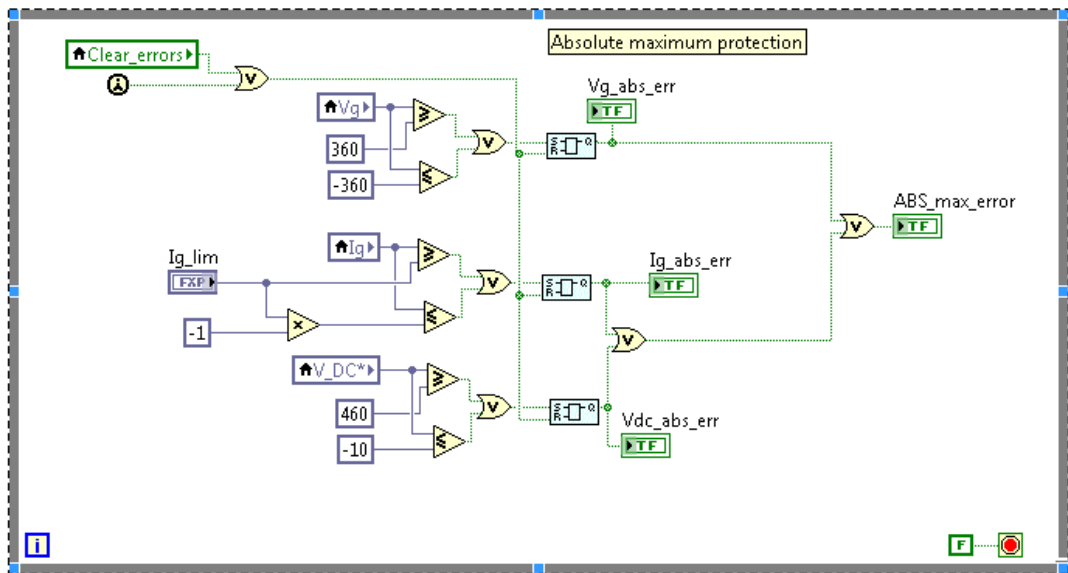 Absolute maximum protection
Clear_errors
Vg_abs_err
TF
Vg
V
360
V
S Q
R
-360
ABS_max_error
V
TF
Ig
Ig_lim
FXP
Ig_abs_err
V
S Q
R
TF
-1
x
V
V_DC*
460
V
S Q
R
Vdc_abs_err
TF
-10
i
F